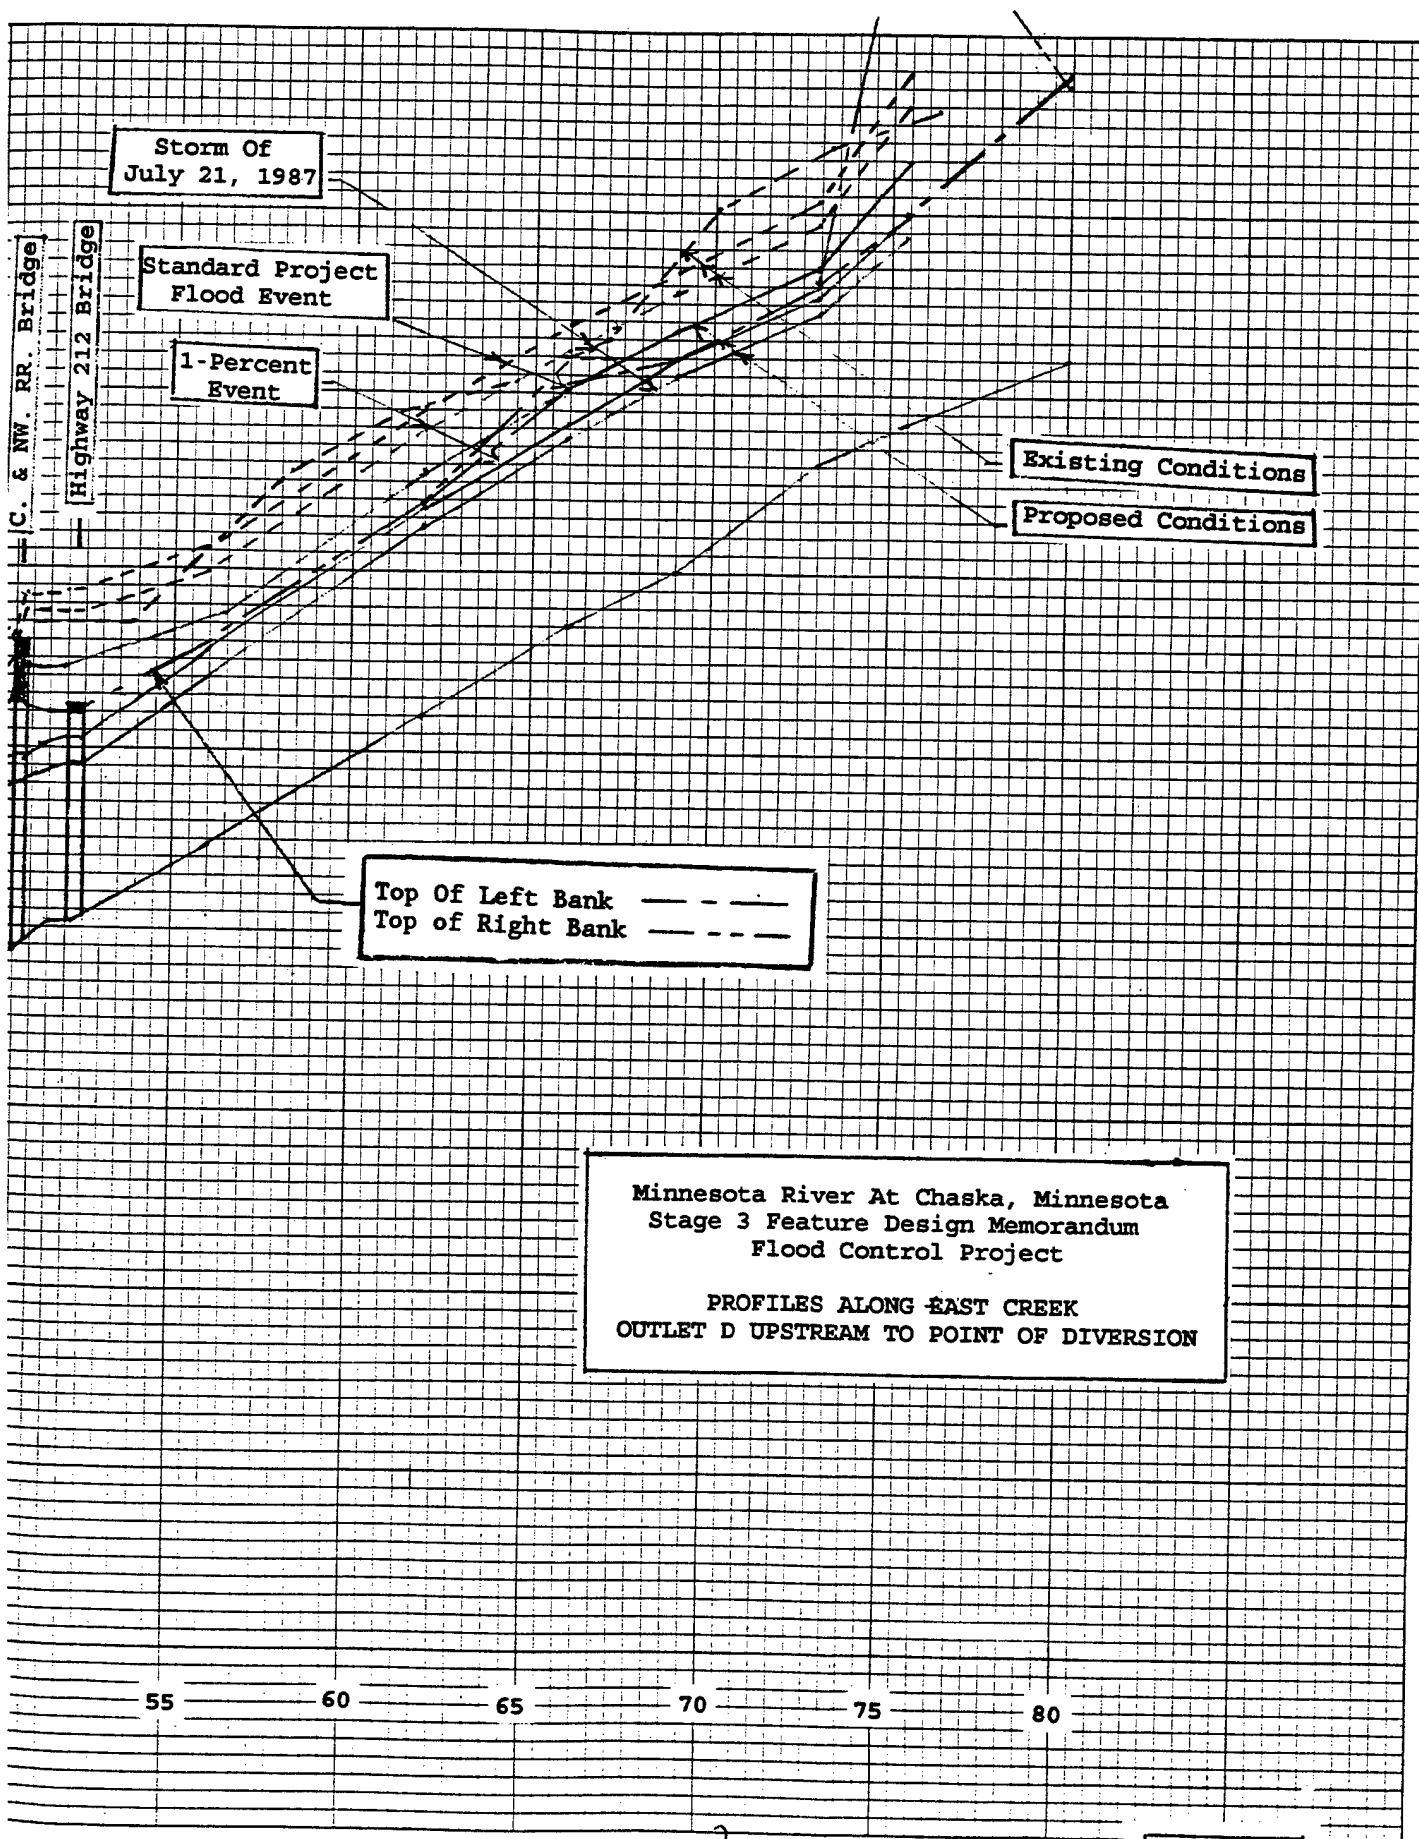 Storm Of
July 21, 1987
Standard Project
Flood Event
1-Percent
Event
C. & NW. RR. Bridge
Highway 212 Bridge
Existing Conditions
Proposed Conditions
Top Of Left Bank
Top of Right Bank
Minnesota River At Chaska, Minnesota
Stage 3 Feature Design Memorandum
Flood Control Project
PROFILES ALONG EAST CREEK
OUTLET D UPSTREAM TO POINT OF DIVERSION
55 60 65 70 75 80